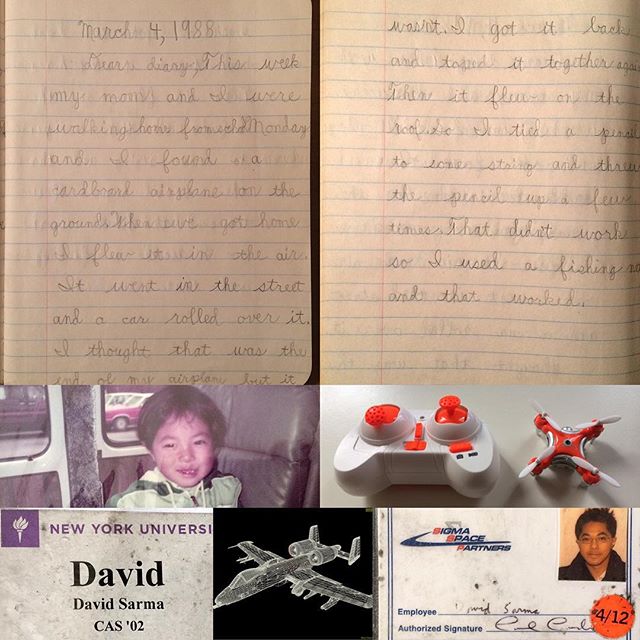 March 4, 1988
Dear diary, This week
my mom and I were
walking home from school Monday
and I found a
cardboard airplane on the
ground. When we got home
I flew it in the air.
It went in the street
and a car rolled over it.
I thought that was the
end of my airplane but it
wasn't. I got it back
and taped it together again
Then it flew on the
roof. So I tied a pencil
to some string and threw
the pencil up a few
times. That didn't work
so I used a fishing
and that worked.
NEW YORK UNIVERSI
David
David Sarma
CAS '02
SIGMA
SPACE
PARTNERS
Employee David Sarma
Authorized Signature
4/12